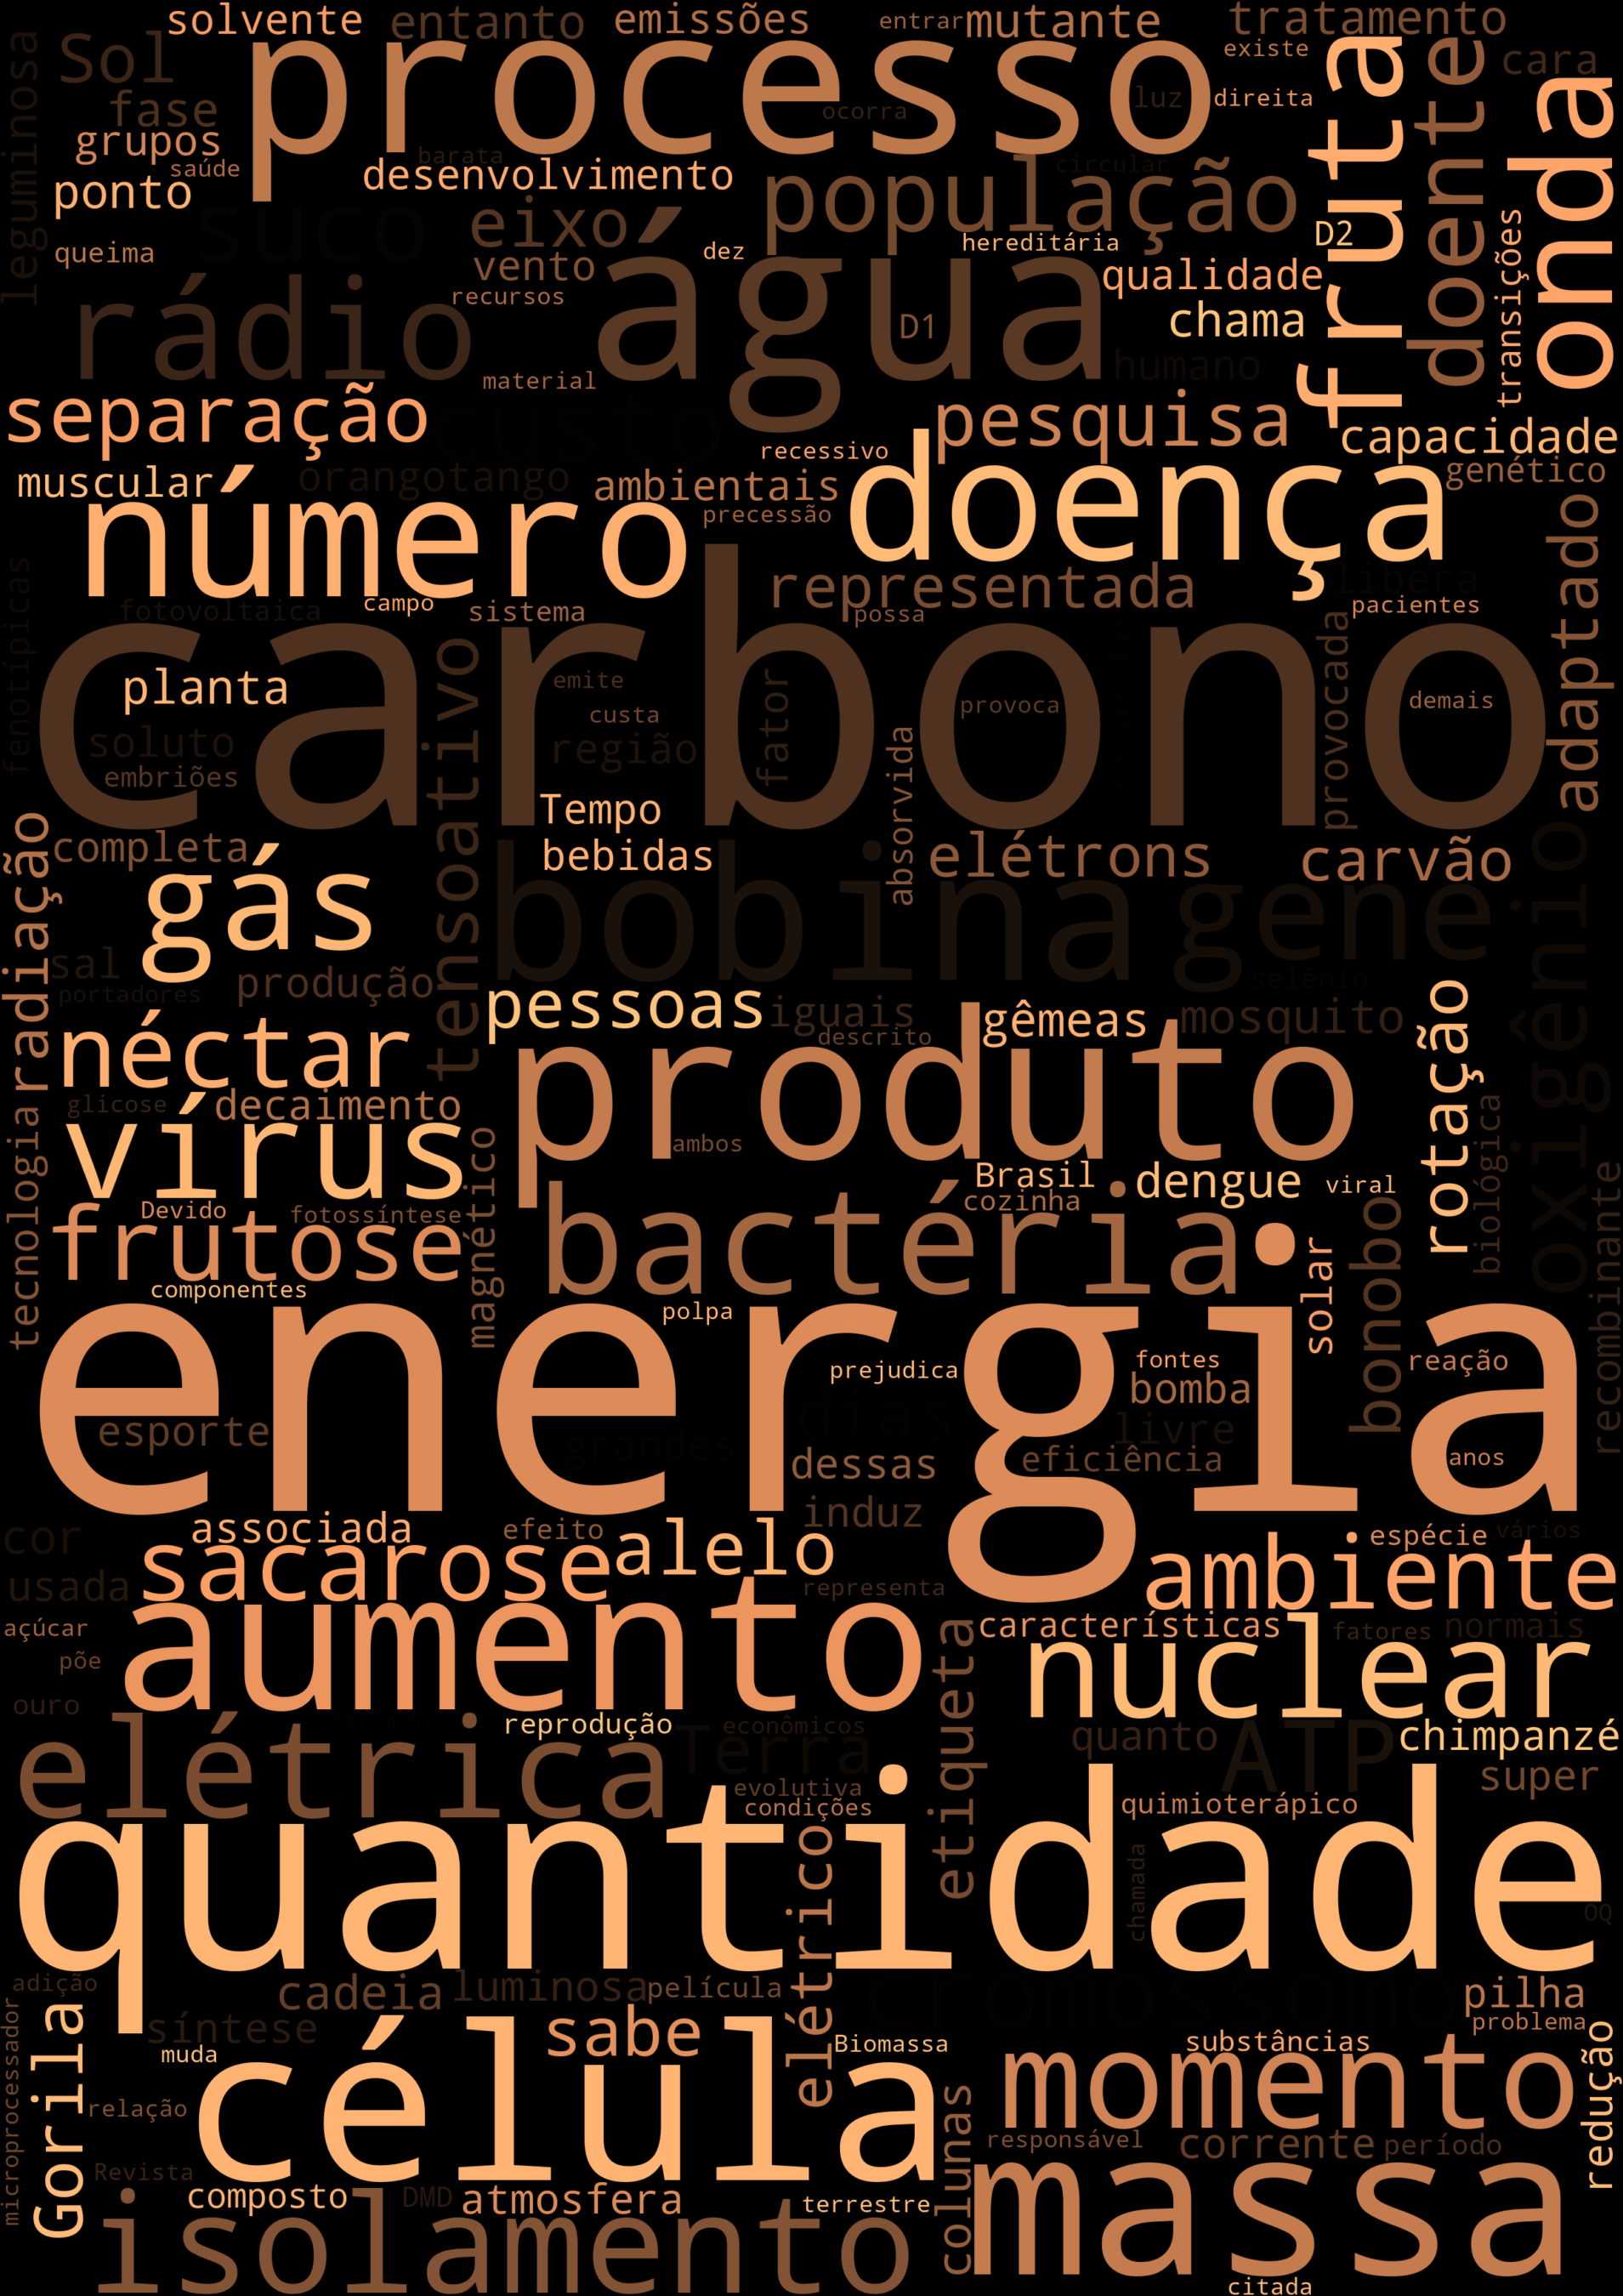 solvente
entanto
emissões
entrar
mutante
tratamento
Sol
processo
existe
cara
fase
ocorra
luz
direita
fruta
doente
onda
leguminosa
grupos
saúde
barata
desenvolvimento
circular
ponto
suco
eixo
população
transições
queima
vento
dez
hereditária
D2
rádio
recursos
água
D1
qualidade
chama
humano
material
separação
custo
pesquisa
capacidade
recessivo
muscular
orangotango
ambientais
doença
genético
número
precessão
adaptado
representada
libera
fenotípicas
fotovoltaica
campo
sistema
possa
pacientes
carbono
planta
tensoativo
emite
fator
provoca
provocada
demais
custa
soluto
região
absorvida
embriões
Tempo
completa
bebidas
elétrons
carvão
radiação
gás
bobina
gene
oxigênio
sal
portadores
produção
selênio
pessoas
iguais
gêmeas
mosquito
rotação
néctar
descrito
produto
glicose
decaimento
vírus
magnético
ambos
biológica
tecnologia
Brasil
dengue
viral
cozinha
Devido
fotossíntese
bactéria
frutose
bonobo
recombinante
solar
componentes
polpa
energia
prejudica
fontes
reação
bomba
dias
esporte
grandes
livre
dessas
eficiência
anos
induz
cor
associada
efeito
alelo
espécie
vários
sacarose
ambiente
usada
representa
açúcar
aumento
etiqueta
características
fatores
normais
põe
nuclear
ouro
elétrica
reprodução
Terra
econômicos
quanto
ATP
chimpanzé
evolutiva
super
condições
quimioterápico
quantidade
elétrico
chamada
OQ
adição
cadeia
luminosa
película
cromossomo
pilha
microprocessador
Gorila
síntese
sabe
problema
muda
célula
Biomassa
substâncias
momento
redução
relação
colunas
responsável
corrente
período
Revista
massa
composto
DMD
atmosfera
terrestre
isolamento
citada